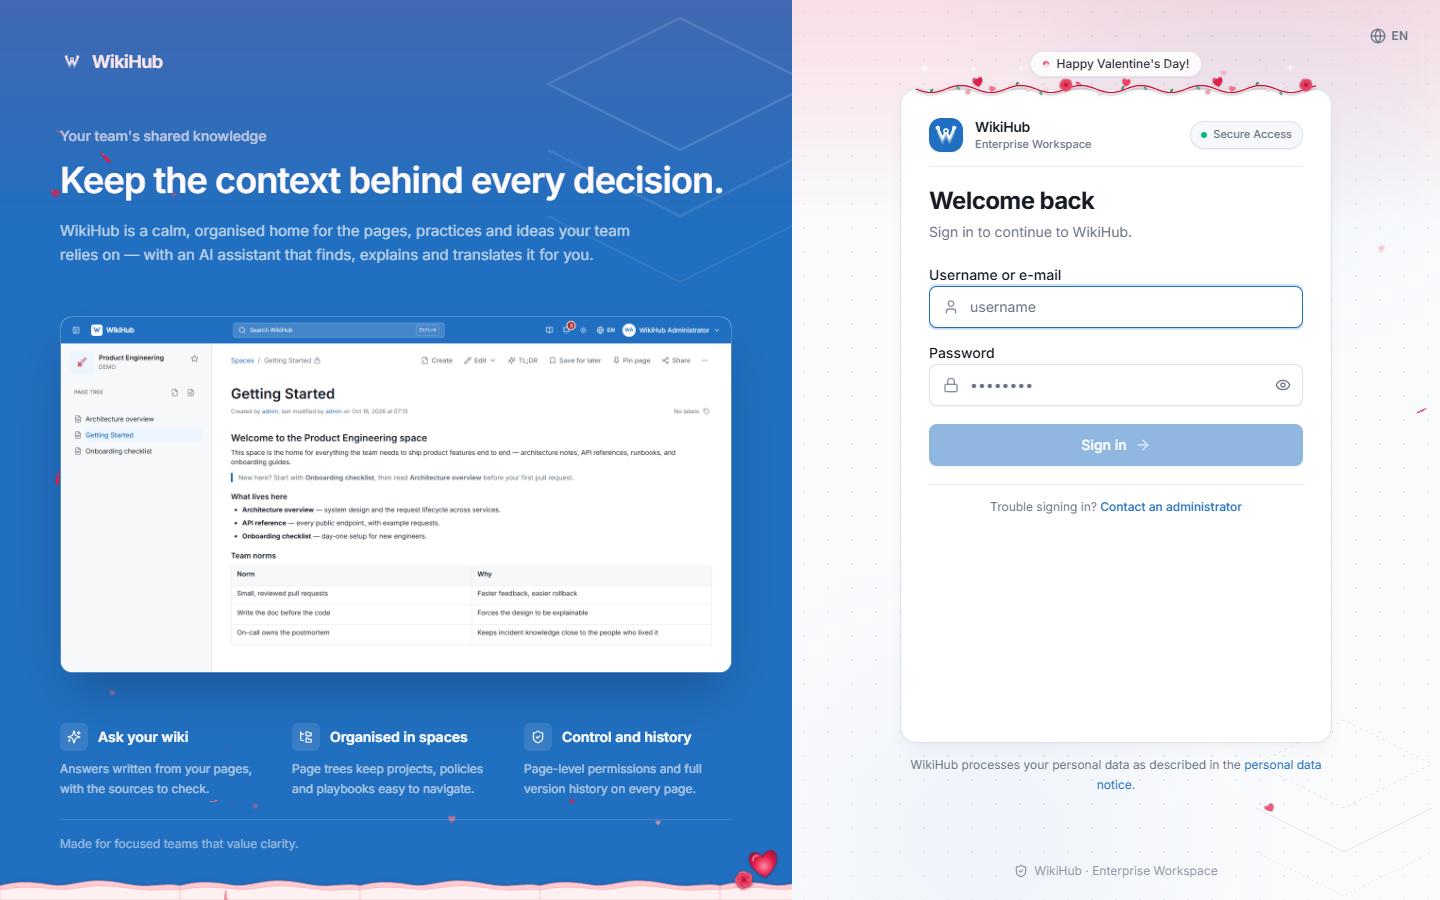 WikiHub
Your team's shared knowledge
Keep the context behind every decision.
WikiHub is a calm, organised home for the pages, practices and ideas your team
relies on — with an AI assistant that finds, explains and translates it for you.
WikiHub
Search WikiHub
Ctrl+K
EN
WA
WikiHub Administrator
Product Engineering
DEMO
PAGE TREE
Architecture overview
Getting Started
Onboarding checklist
Spaces / Getting Started
Create
Edit
TL;DR
Save for later
Pin page
Share
Getting Started
Created by admin, last modified by admin on Oct 18, 2026 at 07:13
No labels
Welcome to the Product Engineering space
This space is the home for everything the team needs to ship product features end to end — architecture notes, API references, runbooks, and
onboarding guides.
New here? Start with Onboarding checklist, then read Architecture overview before your first pull request.
What lives here
• Architecture overview — system design and the request lifecycle across services.
• API reference — every public endpoint, with example requests.
• Onboarding checklist — day-one setup for new engineers.
Team norms
Norm Why
Small, reviewed pull requests Faster feedback, easier rollback
Write the doc before the code Forces the design to be explainable
On-call owns the postmortem Keeps incident knowledge close to the people who lived it
Ask your wiki
Answers written from your pages,
with the sources to check.
Organised in spaces
Page trees keep projects, policies
and playbooks easy to navigate.
Control and history
Page-level permissions and full
version history on every page.
Made for focused teams that value clarity.
EN
Happy Valentine's Day!
WikiHub
Enterprise Workspace
Secure Access
Welcome back
Sign in to continue to WikiHub.
Username or e-mail
username
Password
••••••••
Sign in
Trouble signing in? Contact an administrator
WikiHub processes your personal data as described in the personal data
notice.
WikiHub · Enterprise Workspace